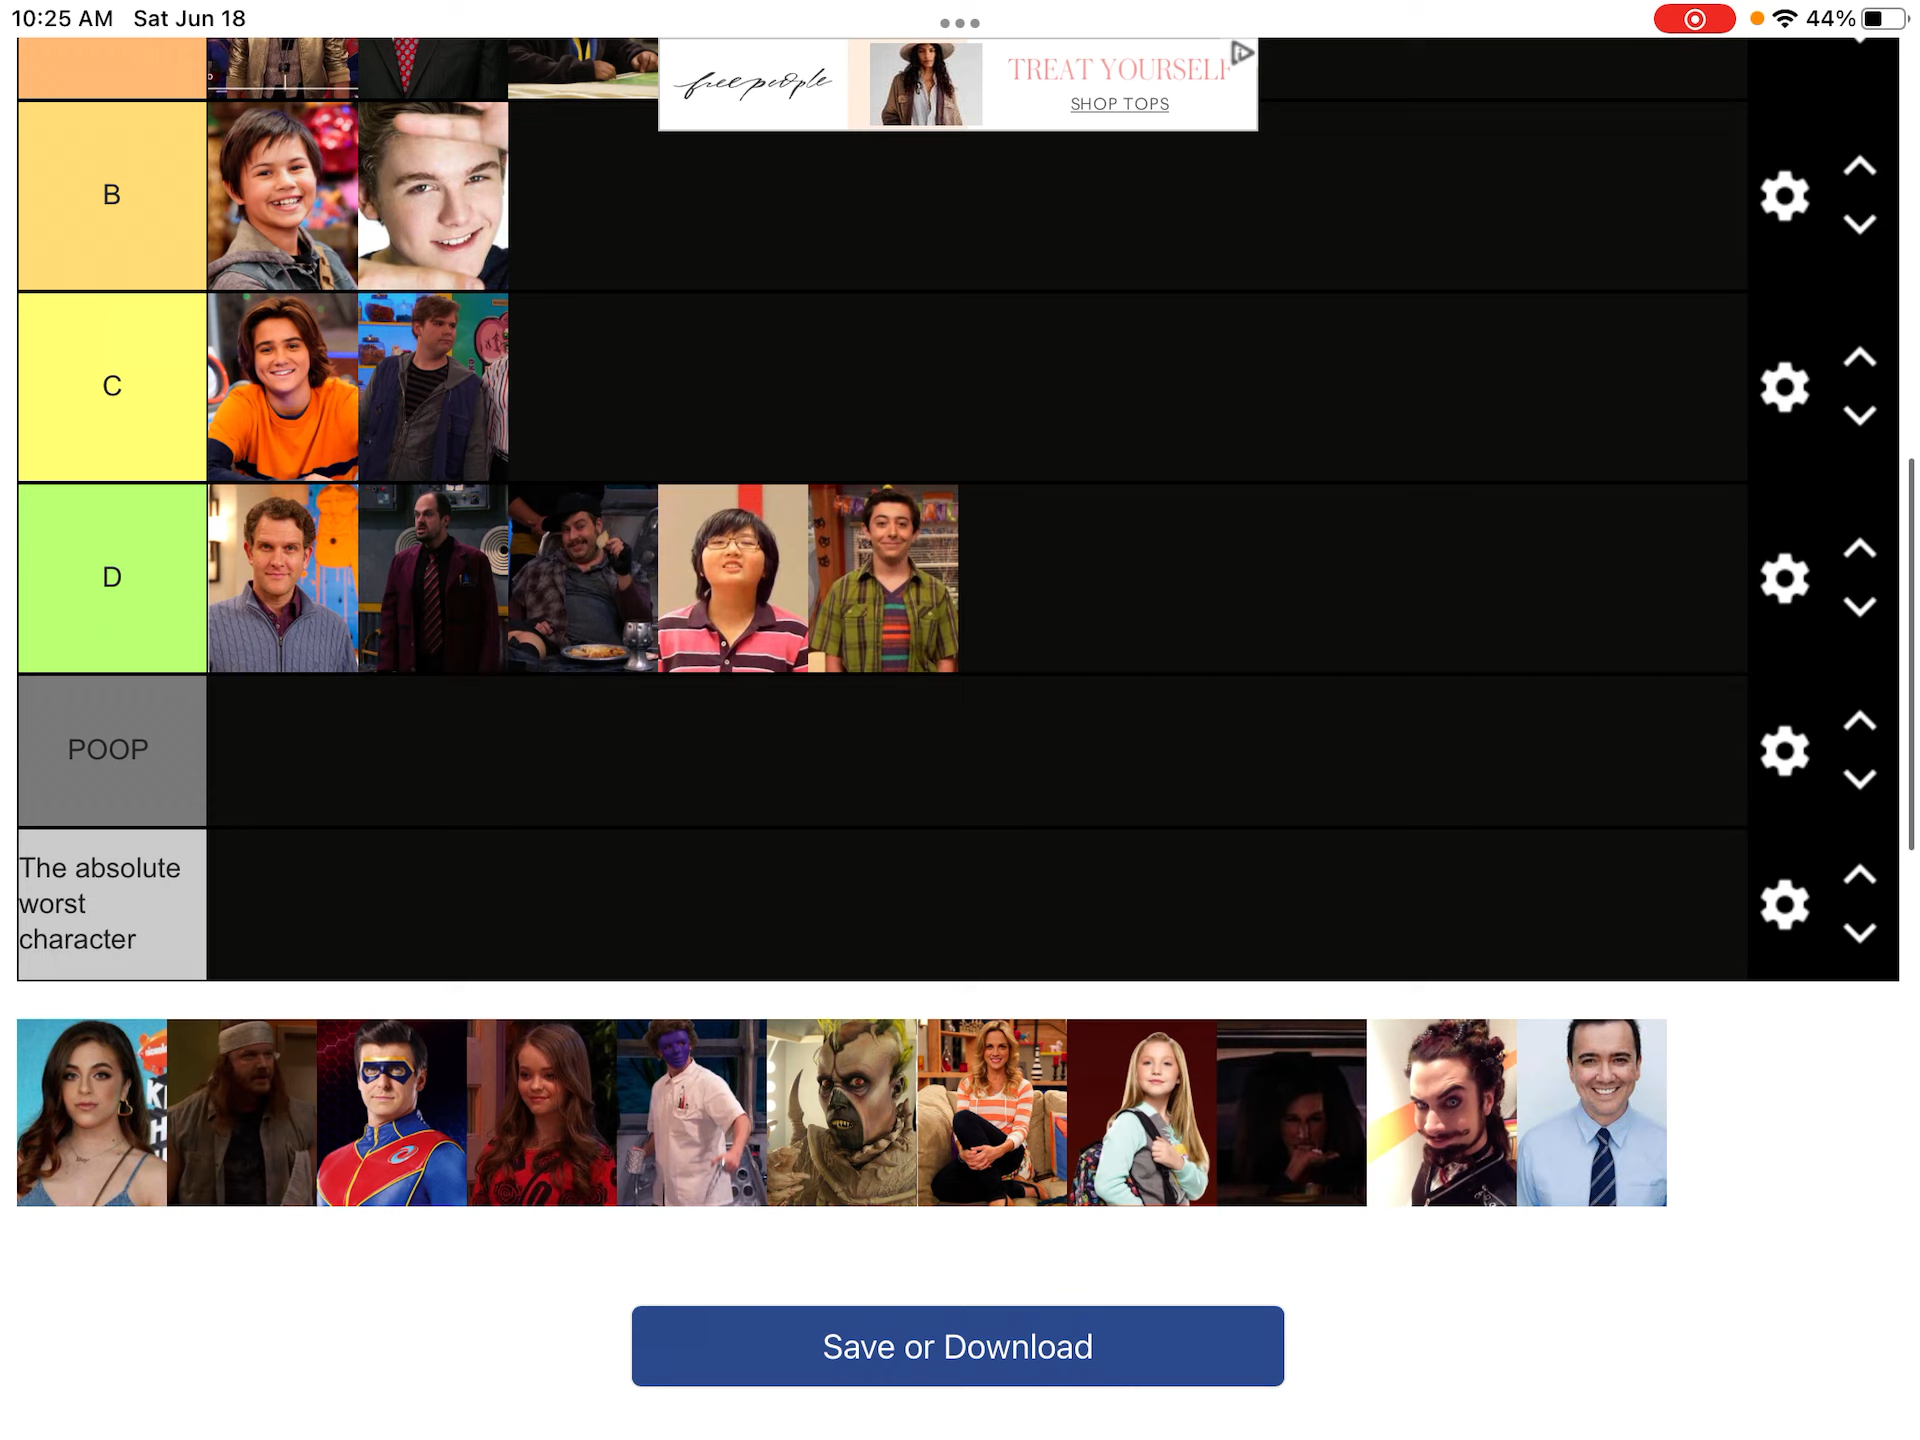 10:25 AM Sat Jun 18
44%
free people
TREAT YOURSELF
SHOP TOPS
B
C
D
POOP
The absolute
worst
character
Save or Download